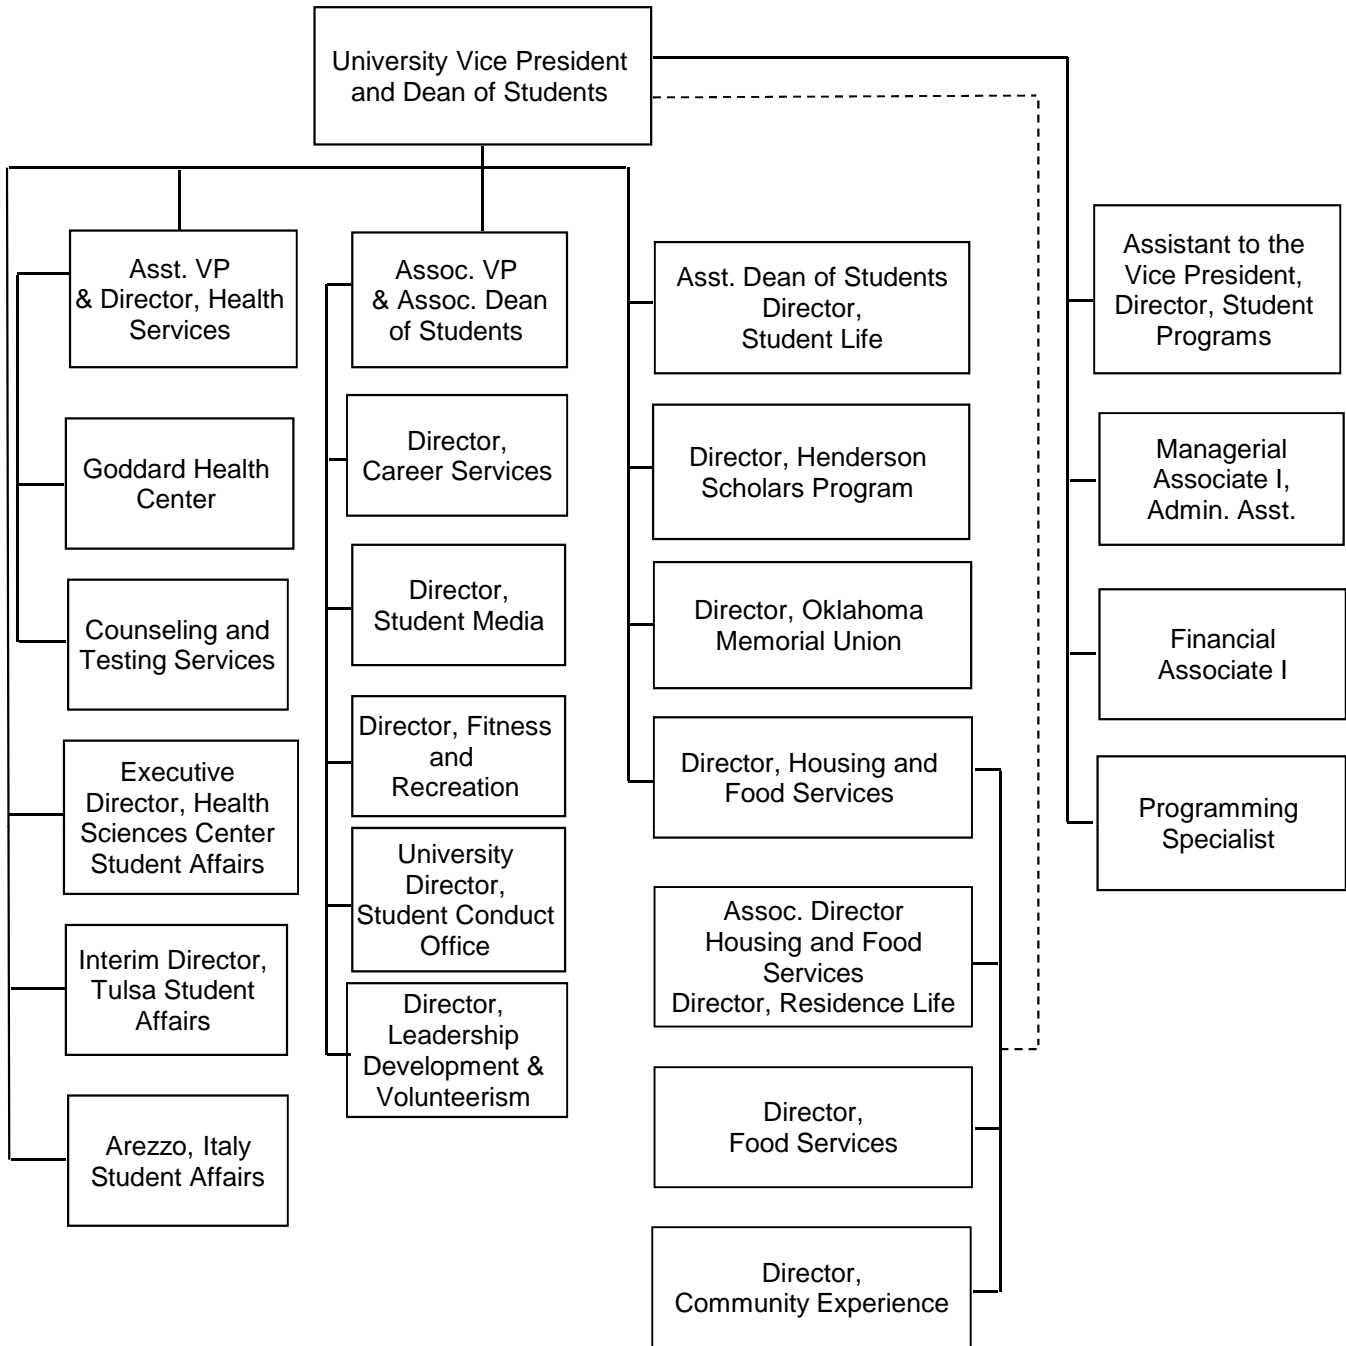 University Vice President
and Dean of Students
Asst. VP
& Director, Health
Services
Goddard Health
Center
Counseling and
Testing Services
Executive
Director, Health
Sciences Center
Student Affairs
Interim Director,
Tulsa Student
Affairs
Arezzo, Italy
Student Affairs
Assoc. VP
& Assoc. Dean
of Students
Director,
Career Services
Director,
Student Media
Director, Fitness
and
Recreation
University
Director,
Student Conduct
Office
Director,
Leadership
Development &
Volunteerism
Asst. Dean of Students
Director,
Student Life
Director, Henderson
Scholars Program
Director, Oklahoma
Memorial Union
Director, Housing and
Food Services
Assoc. Director
Housing and Food
Services
Director, Residence Life
Director,
Food Services
Director,
Community Experience
Assistant to the
Vice President,
Director, Student
Programs
Managerial
Associate I,
Admin. Asst.
Financial
Associate I
Programming
Specialist